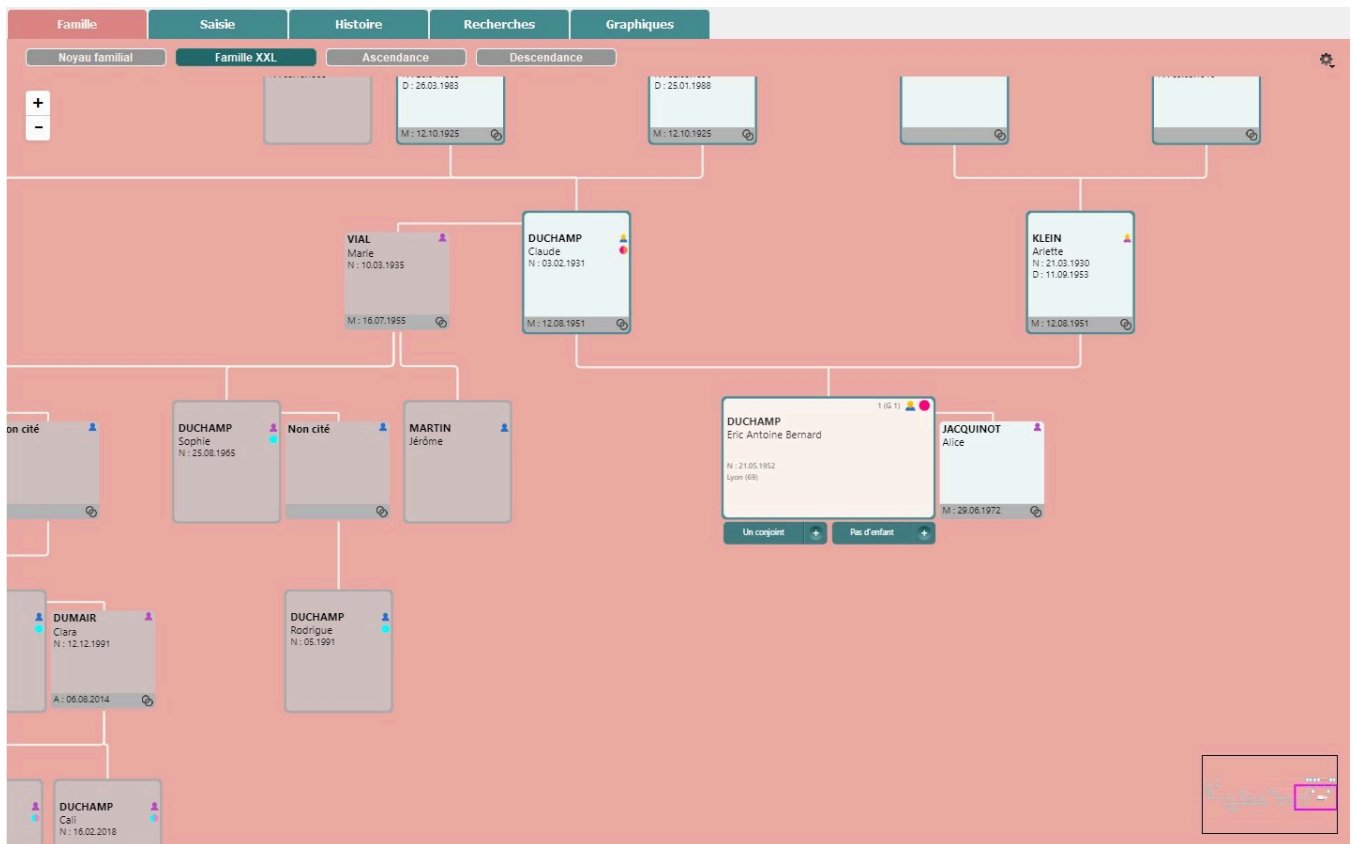 Famille
Saisie
Histoire
Recherches
Graphiques
Noyau familial
Famille XXL
Ascendance
Descendance
+
−
D : 26.03.1983
M : 12.10.1925
D : 25.01.1988
M : 12.10.1925
VIAL
Marie
N : 10.03.1935
M : 16.07.1955
DUCHAMP
Claude
N : 03.02.1931
M : 12.08.1951
KLEIN
Arlette
N : 21.03.1930
D : 11.09.1953
M : 12.08.1951
on cité
DUCHAMP
Sophie
N : 25.08.1965
Non cité
MARTIN
Jérôme
1 (G 1)
DUCHAMP
Eric Antoine Bernard
N : 21.05.1952
Lyon (69)
Un conjoint +
Pas d'enfant +
JACQUINOT
Alice
M : 29.06.1972
DUMAIR
Clara
N : 12.12.1991
A : 06.08.2014
DUCHAMP
Rodrigue
N : 05.1991
DUCHAMP
Cali
N : 16.02.2018